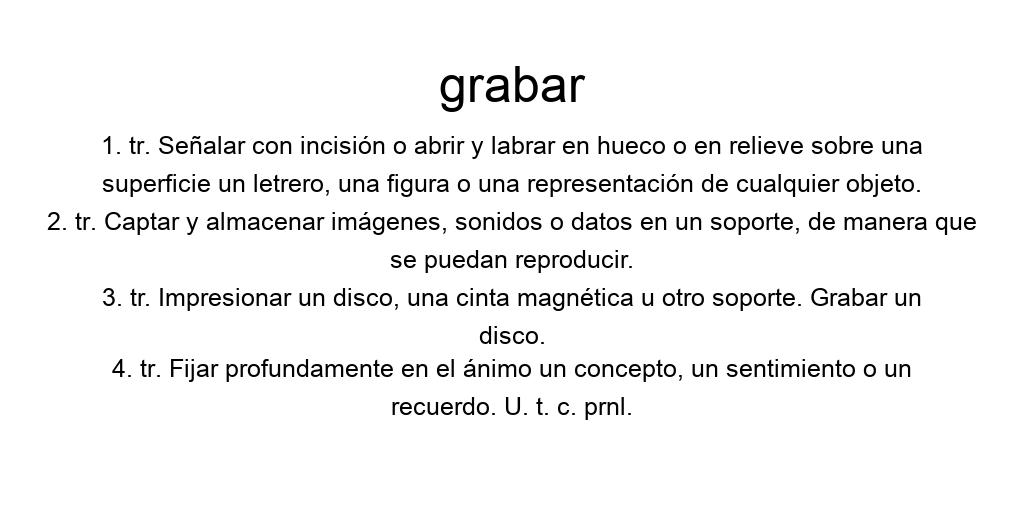 grabar
1. tr. Señalar con incisión o abrir y labrar en hueco o en relieve sobre una
superficie un letrero, una figura o una representación de cualquier objeto.
2. tr. Captar y almacenar imágenes, sonidos o datos en un soporte, de manera que
se puedan reproducir.
3. tr. Impresionar un disco, una cinta magnética u otro soporte. Grabar un
disco.
4. tr. Fijar profundamente en el ánimo un concepto, un sentimiento o un
recuerdo. U. t. c. prnl.